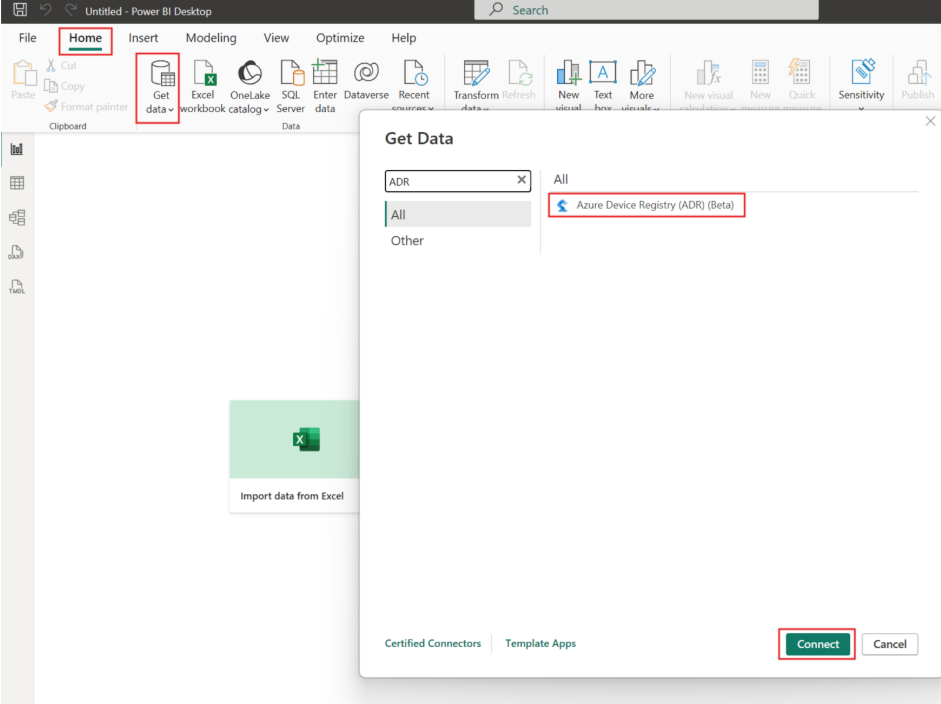 Untitled - Power BI Desktop
Search
File Home Insert Modeling View Optimize Help
Paste
Cut
Copy
Format painter
Clipboard
Get data
Excel workbook
OneLake catalog
SQL Server
Enter data
Dataverse
Recent sources
Data
Transform data
Refresh
New visual
Text box
More visuals
New visual calculation
New measure
Quick measure
Sensitivity
Publish
DAX
TMDL
Get Data
ADR
All
Other
All
Azure Device Registry (ADR) (Beta)
Import data from Excel
Certified Connectors
Template Apps
Connect
Cancel